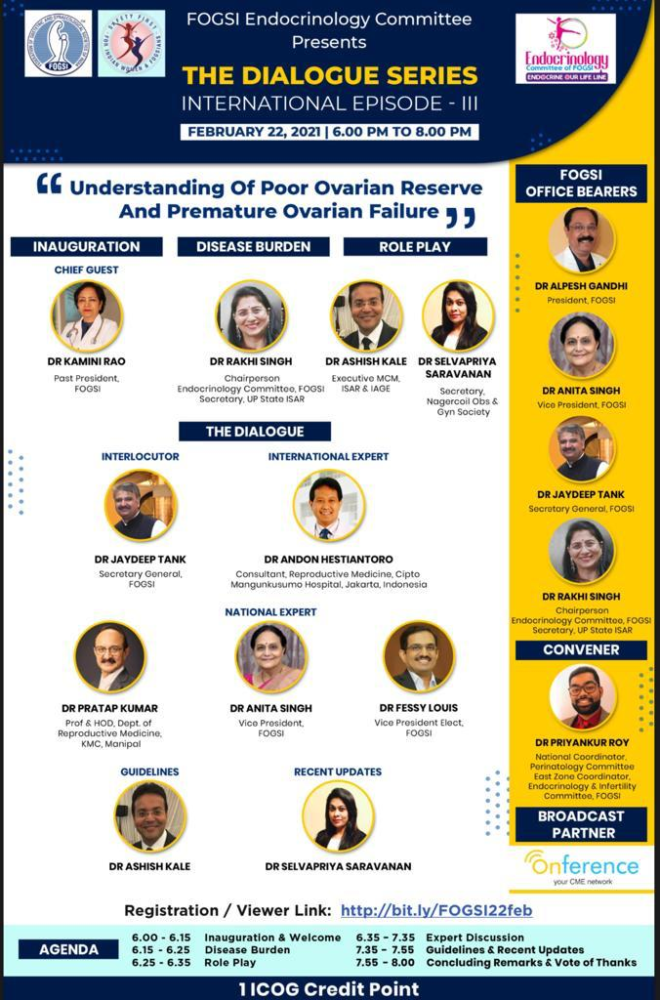 FOGSI Endocrinology Committee
Presents
THE DIALOGUE SERIES
INTERNATIONAL EPISODE - III
FEBRUARY 22, 2021 | 6.00 PM TO 8.00 PM
FOGSI
SAFETY FIRST
FOR INDIAN WOMEN & FOGSIANS
Endocrinology
Committee of FOGSI
ENDOCRINE OUR LIFE LINE
“ Understanding Of Poor Ovarian Reserve
And Premature Ovarian Failure ”
INAUGURATION
CHIEF GUEST
DR KAMINI RAO
Past President,
FOGSI
DISEASE BURDEN
DR RAKHI SINGH
Chairperson
Endocrinology Committee, FOGSI
Secretary, UP State ISAR
ROLE PLAY
DR ASHISH KALE
Executive MCM,
ISAR & IAGE
DR SELVAPRIYA
SARAVANAN
Secretary,
Nagercoil Obs &
Gyn Society
THE DIALOGUE
INTERLOCUTOR
DR JAYDEEP TANK
Secretary General,
FOGSI
INTERNATIONAL EXPERT
DR ANDON HESTIANTORO
Consultant, Reproductive Medicine, Cipto
Mangunkusumo Hospital, Jakarta, Indonesia
NATIONAL EXPERT
DR PRATAP KUMAR
Prof & HOD, Dept. of
Reproductive Medicine,
KMC, Manipal
DR ANITA SINGH
Vice President,
FOGSI
DR FESSY LOUIS
Vice President Elect,
FOGSI
GUIDELINES
DR ASHISH KALE
RECENT UPDATES
DR SELVAPRIYA SARAVANAN
FOGSI
OFFICE BEARERS
DR ALPESH GANDHI
President, FOGSI
DR ANITA SINGH
Vice President, FOGSI
DR JAYDEEP TANK
Secretary General, FOGSI
DR RAKHI SINGH
Chairperson
Endocrinology Committee, FOGSI
Secretary, UP State ISAR
CONVENER
DR PRIYANKUR ROY
National Coordinator,
Perinatology Committee
East Zone Coordinator,
Endocrinology & Infertility
Committee, FOGSI
BROADCAST
PARTNER
Onference
your CME network
Registration / Viewer Link: http://bit.ly/FOGSI22feb
AGENDA
6.00 - 6.15 Inauguration & Welcome
6.15 - 6.25 Disease Burden
6.25 - 6.35 Role Play
6.35 - 7.35 Expert Discussion
7.35 - 7.55 Guidelines & Recent Updates
7.55 - 8.00 Concluding Remarks & Vote of Thanks
1 ICOG Credit Point